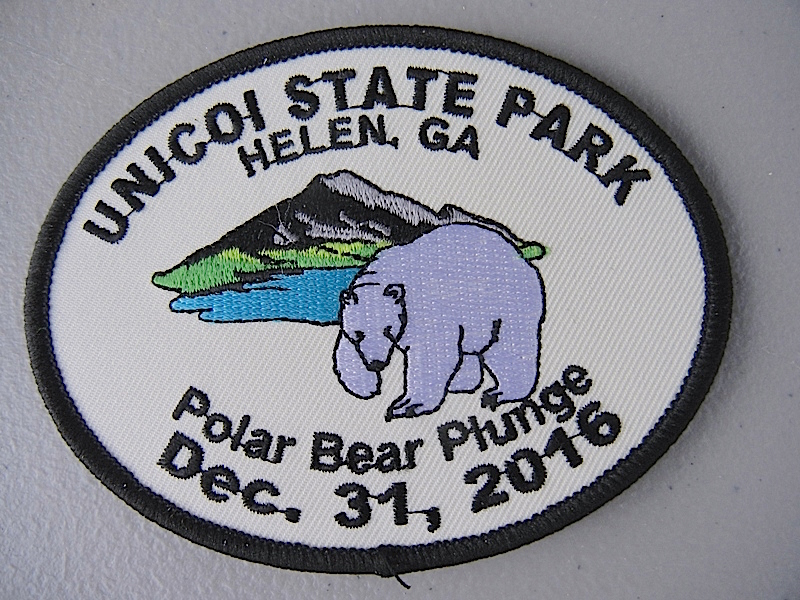 UNICOI STATE PARK
HELEN, GA
Polar Bear Plunge
Dec. 31, 2016